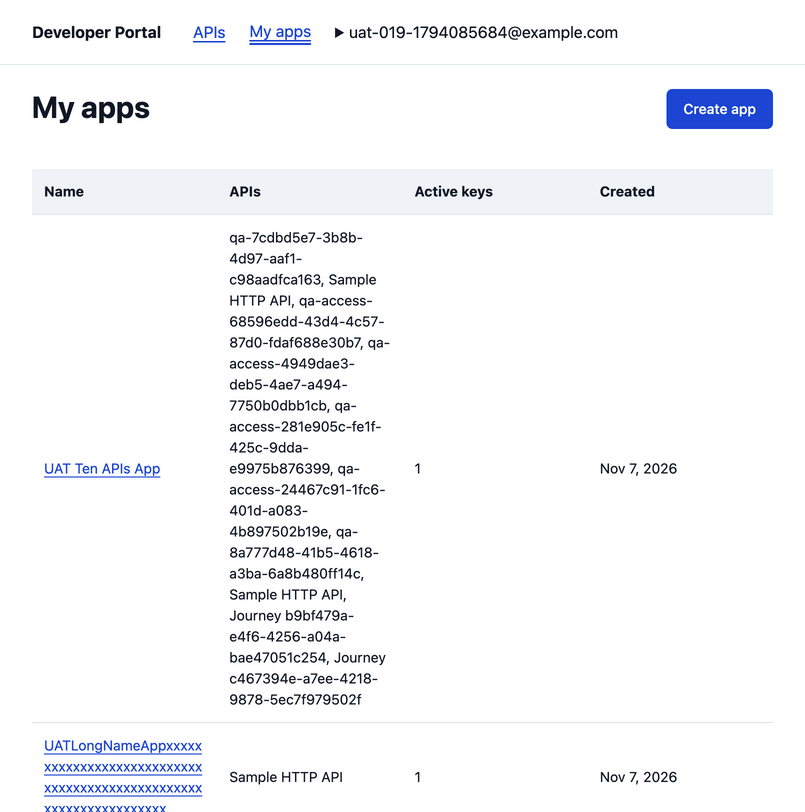 Developer Portal APIs My apps ▶ uat-019-1794085684@example.com
My apps
Create app
Name APIs Active keys Created
UAT Ten APIs App
qa-7cdbd5e7-3b8b-
4d97-aaf1-
c98aadfca163, Sample
HTTP API, qa-access-
68596edd-43d4-4c57-
87d0-fdaf688e30b7, qa-
access-4949dae3-
deb5-4ae7-a494-
7750b0dbb1cb, qa-
access-281e905c-fe1f-
425c-9dda-
e9975b876399, qa-
access-24467c91-1fc6-
401d-a083-
4b897502b19e, qa-
8a777d48-41b5-4618-
a3ba-6a8b480ff14c,
Sample HTTP API,
Journey b9bf479a-
e4f6-4256-a04a-
bae47051c254, Journey
c467394e-a7ee-4218-
9878-5ec7f979502f
1
Nov 7, 2026
UATLongNameAppxxxxx
xxxxxxxxxxxxxxxxxxxxxx
xxxxxxxxxxxxxxxxxxxxxx
xxxxxxxxxxxxxxxxx
Sample HTTP API
1
Nov 7, 2026